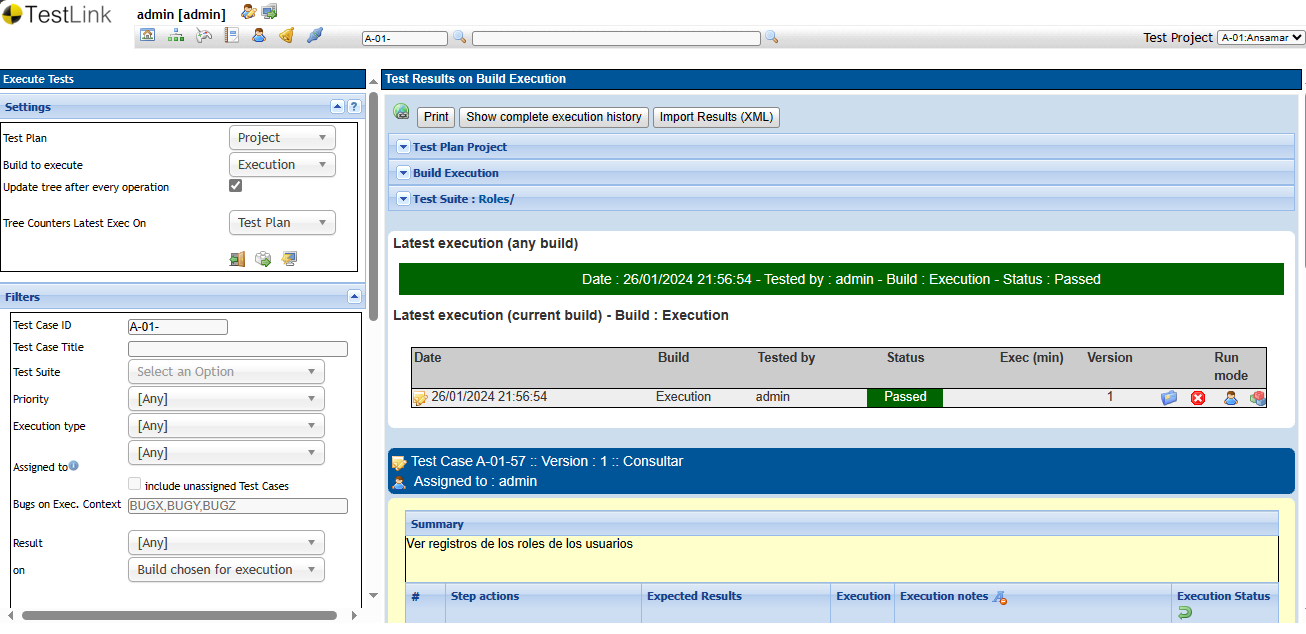 TestLink
admin [admin]
A-01-
Test Project A-01:Ansamar
Execute Tests
Settings
?
Test Plan Project
Build to execute Execution
Update tree after every operation
Tree Counters Latest Exec On Test Plan
Filters
Test Case ID A-01-
Test Case Title
Test Suite Select an Option
Priority [Any]
Execution type [Any]
[Any]
Assigned to
include unassigned Test Cases
Bugs on Exec. Context BUGX,BUGY,BUGZ
Result [Any]
on Build chosen for execution
Test Results on Build Execution
Print Show complete execution history Import Results (XML)
Test Plan Project
Build Execution
Test Suite : Roles/
Latest execution (any build)
Date : 26/01/2024 21:56:54 - Tested by : admin - Build : Execution - Status : Passed
Latest execution (current build) - Build : Execution
Date Build Tested by Status Exec (min) Version Run mode
26/01/2024 21:56:54 Execution admin Passed 1
Test Case A-01-57 :: Version : 1 :: Consultar
Assigned to : admin
Summary
Ver registros de los roles de los usuarios
# Step actions Expected Results Execution Execution notes Execution Status